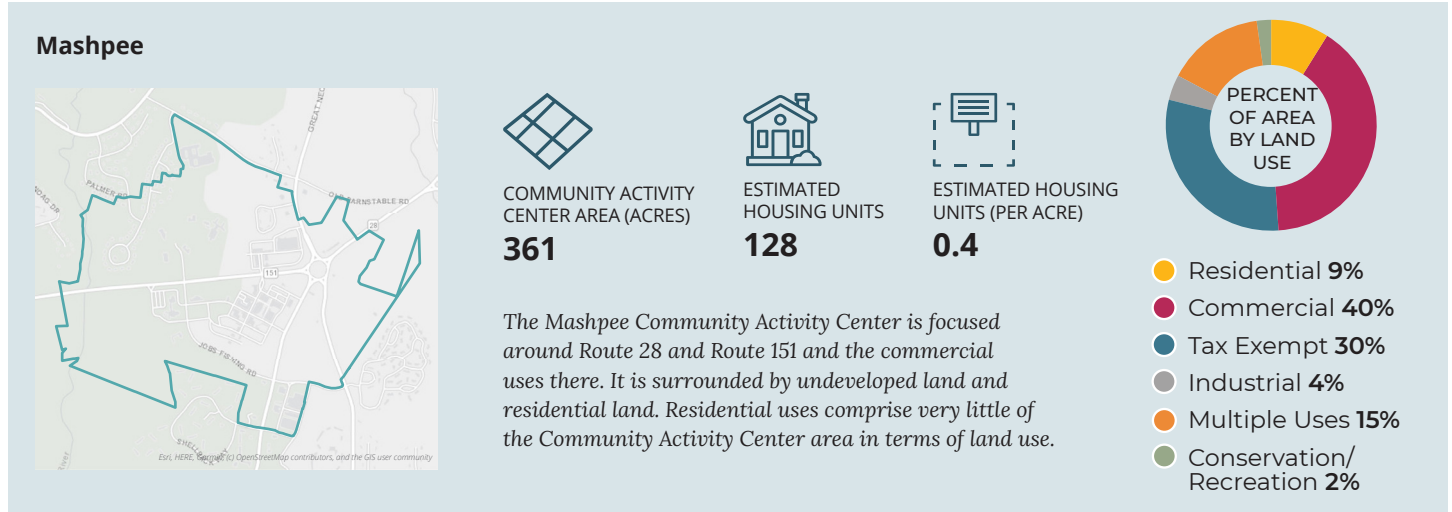 Mashpee
GREAT NEC
PALMER RD
OLD BARNSTABLE RD
28
151
JOBS FISHING RD
River
Esri, HERE, Garmin, (c) OpenStreetMap contributors, and the GIS user community
COMMUNITY ACTIVITY
CENTER AREA (ACRES)
361
ESTIMATED
HOUSING UNITS
128
ESTIMATED HOUSING
UNITS (PER ACRE)
0.4
The Mashpee Community Activity Center is focused
around Route 28 and Route 151 and the commercial
uses there. It is surrounded by undeveloped land and
residential land. Residential uses comprise very little of
the Community Activity Center area in terms of land use.
PERCENT
OF AREA
BY LAND
USE
Residential 9%
Commercial 40%
Tax Exempt 30%
Industrial 4%
Multiple Uses 15%
Conservation/
Recreation 2%